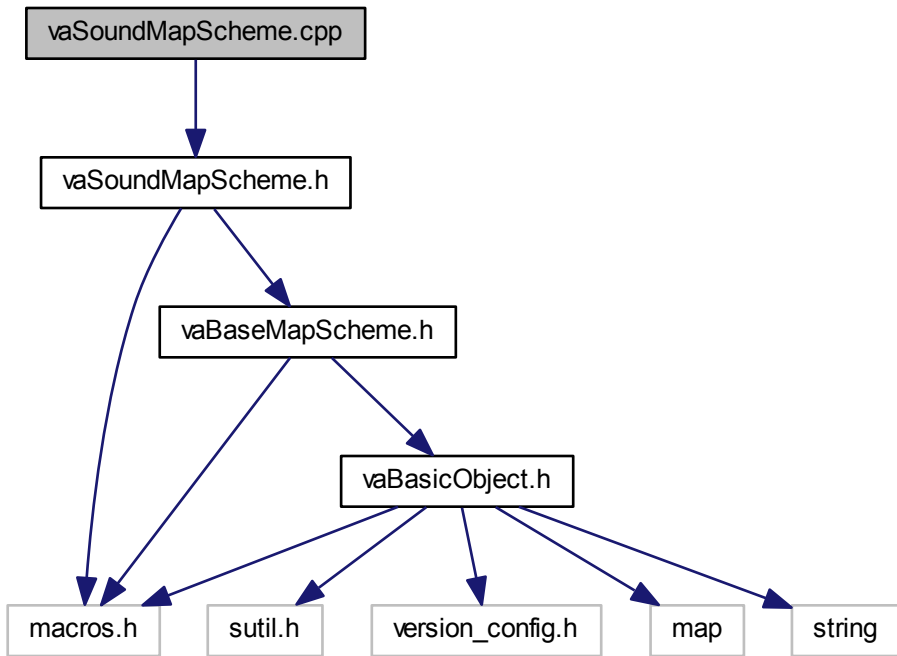 vaSoundMapScheme.cpp
vaSoundMapScheme.h
vaBaseMapScheme.h
vaBasicObject.h
macros.h
sutil.h
version_config.h
map
string